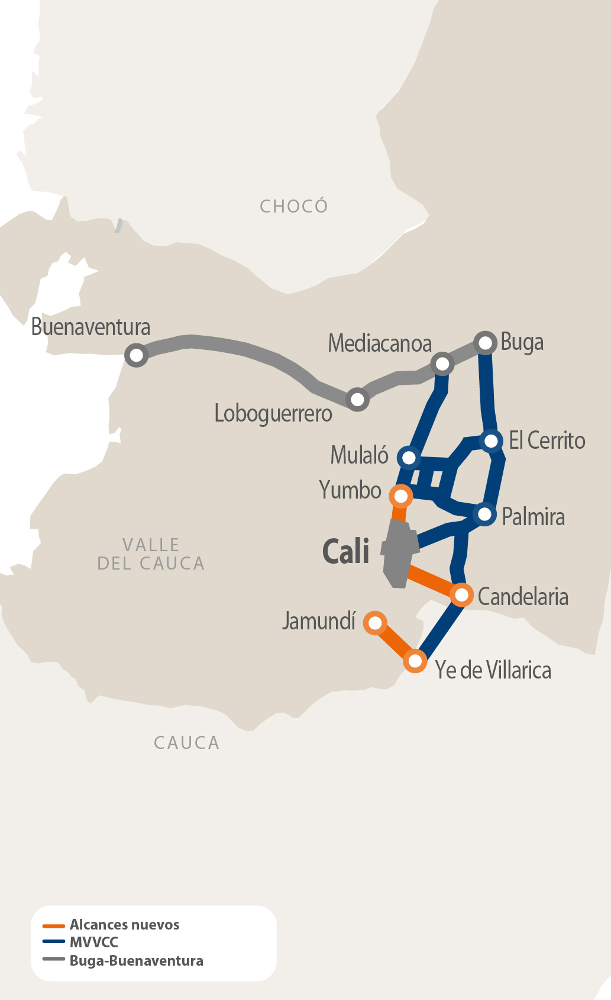 CHOCÓ
Buenaventura
Mediacanoa
Buga
Loboguerrero
El Cerrito
Mulaló
Yumbo
Palmira
VALLE
DEL CAUCA
Cali
Candelaria
Jamundí
Ye de Villarica
CAUCA
Alcances nuevos
MVVCC
Buga-Buenaventura